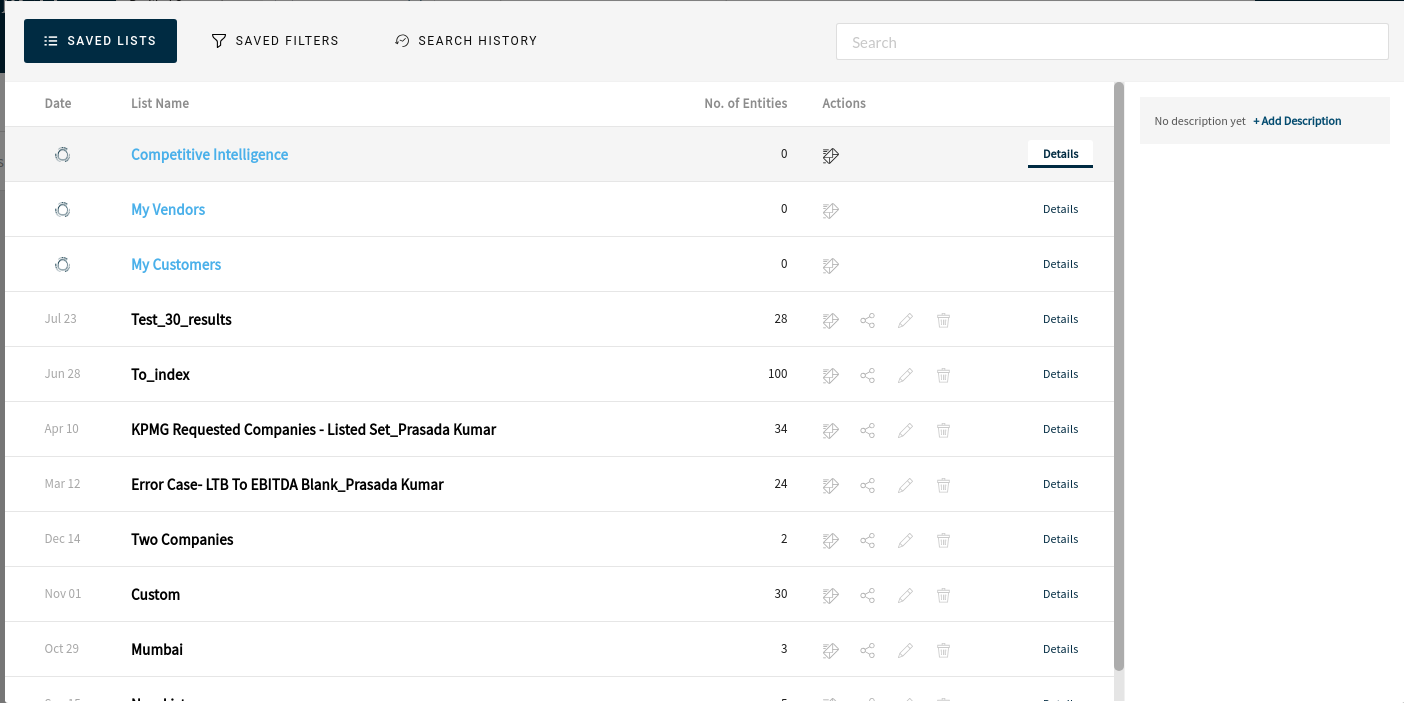 SAVED LISTS
SAVED FILTERS
SEARCH HISTORY
Search
Date List Name No. of Entities Actions
No description yet + Add Description
Competitive Intelligence 0 Details
My Vendors 0 Details
My Customers 0 Details
Jul 23 Test_30_results 28 Details
Jun 28 To_index 100 Details
Apr 10 KPMG Requested Companies - Listed Set_Prasada Kumar 34 Details
Mar 12 Error Case- LTB To EBITDA Blank_Prasada Kumar 24 Details
Dec 14 Two Companies 2 Details
Nov 01 Custom 30 Details
Oct 29 Mumbai 3 Details